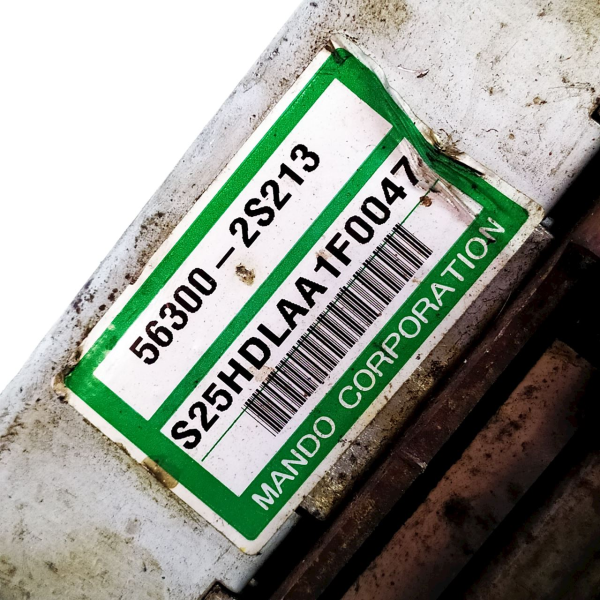 56300-2S213
S25HDLAA1F0047
MANDO CORPORATION